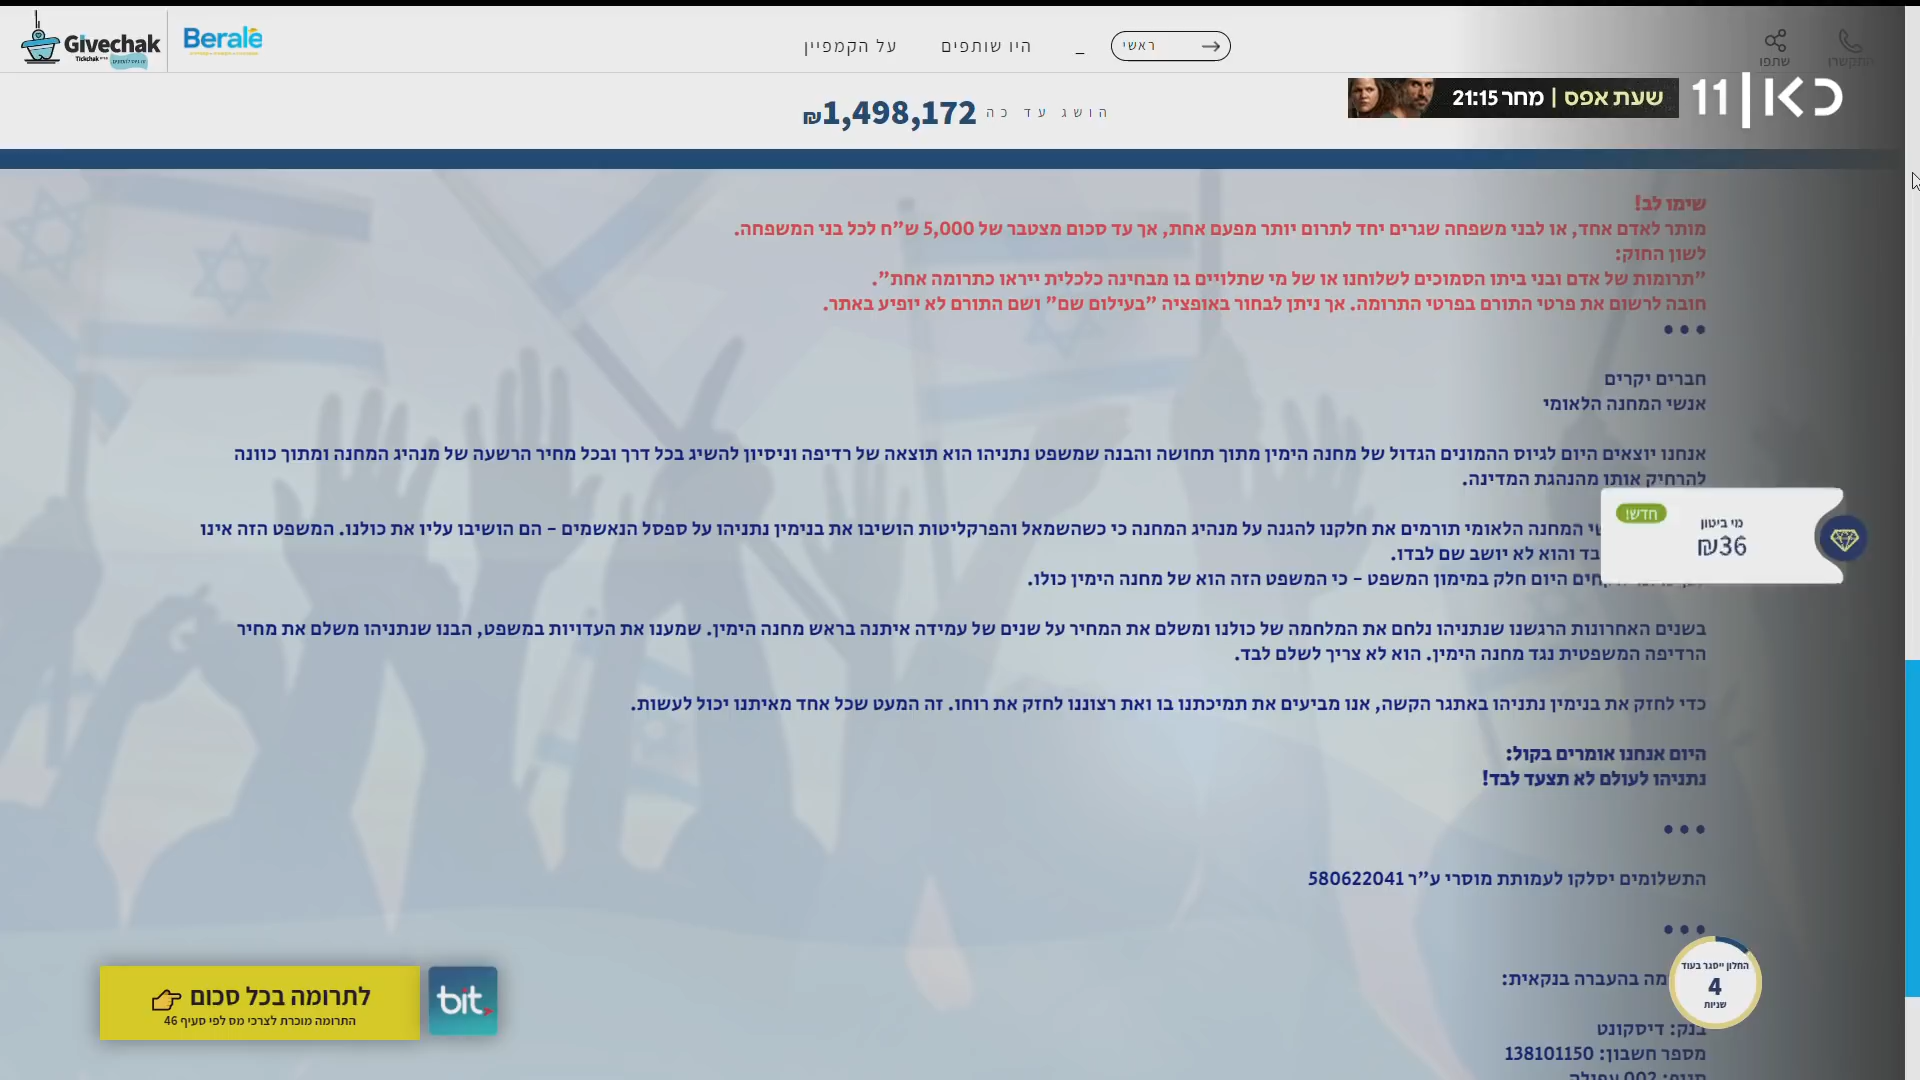 Givechak
Tickchak
Berale
על הקמפיין
היו שותפים
_
ראשי
שתפו
התקשרו
הושג עד כה
₪1,498,172
שעת אפס | מחר 21:15
כאן 11
שימו לב!
מותר לאדם אחד, או לבני משפחה שגרים יחד לתרום יותר מפעם אחת, אך עד סכום מצטבר של 5,000 ש"ח לכל בני המשפחה.
לשון החוק:
"תרומות של אדם ובני ביתו הסמוכים לשלוחנו או של מי שתלויים בו מבחינה כלכלית ייראו כתרומה אחת".
חובה לרשום את פרטי התורם בפרטי התרומה. אך ניתן לבחור באופציה "בעילום שם" ושם התורם לא יופיע באתר.
•••
חברים יקרים
אנשי המחנה הלאומי
אנחנו יוצאים היום לגיוס ההמונים הגדול של מחנה הימין מתוך תחושה והבנה שמשפט נתניהו הוא תוצאה של רדיפה וניסיון להשיג בכל דרך ובכל מחיר הרשעה של מנהיג המחנה ומתוך כוונה
להרחיק אותו מהנהגת המדינה.
המחנה הלאומי תורמים את חלקנו להגנה על מנהיג המחנה כי כשהשמאל והפרקליטות הושיבו את בנימין נתניהו על ספסל הנאשמים – הם הושיבו עליו את כולנו. המשפט הזה אינו
והוא לא יושב שם לבדו.
היום חלק במימון המשפט – כי המשפט הזה הוא של מחנה הימין כולו.
חדש!
מי ביטון
₪36
בשנים האחרונות הרגשנו שנתניהו נלחם את המלחמה של כולנו ומשלם את המחיר על שנים של עמידה איתנה בראש מחנה הימין. שמענו את העדויות במשפט, הבנו שנתניהו משלם את מחיר
הרדיפה המשפטית נגד מחנה הימין. הוא לא צריך לשלם לבד.
כדי לחזק את בנימין נתניהו באתגר הקשה, אנו מביעים את תמיכתנו בו ואת רצוננו לחזק את רוחו. זה המעט שכל אחד מאיתנו יכול לעשות.
היום אנחנו אומרים בקול:
נתניהו לעולם לא תצעד לבד!
•••
התשלומים יסלקו לעמותת מוסרי ע"ר 580622041
•••
בהעברה בנקאית:
החלון ייסגר בעוד
4
שניות
בנק: דיסקונט
מספר חשבון: 138101150
סניף: 002 עפולה
לתרומה בכל סכום
התרומה מוכרת לצרכי מס לפי סעיף 46
bit